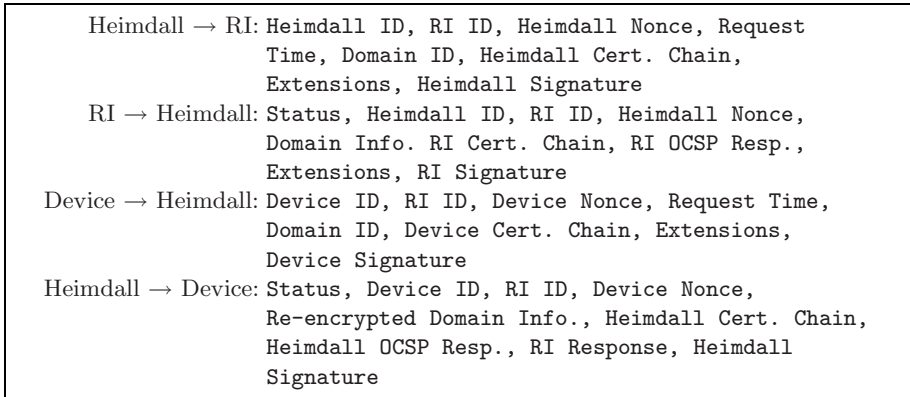 Heimdall → RI: Heimdall ID, RI ID, Heimdall Nonce, Request
Time, Domain ID, Heimdall Cert. Chain,
Extensions, Heimdall Signature
RI → Heimdall: Status, Heimdall ID, RI ID, Heimdall Nonce,
Domain Info. RI Cert. Chain, RI OCSP Resp.,
Extensions, RI Signature
Device → Heimdall: Device ID, RI ID, Device Nonce, Request Time,
Domain ID, Device Cert. Chain, Extensions,
Device Signature
Heimdall → Device: Status, Device ID, RI ID, Device Nonce,
Re-encrypted Domain Info., Heimdall Cert. Chain,
Heimdall OCSP Resp., RI Response, Heimdall
Signature